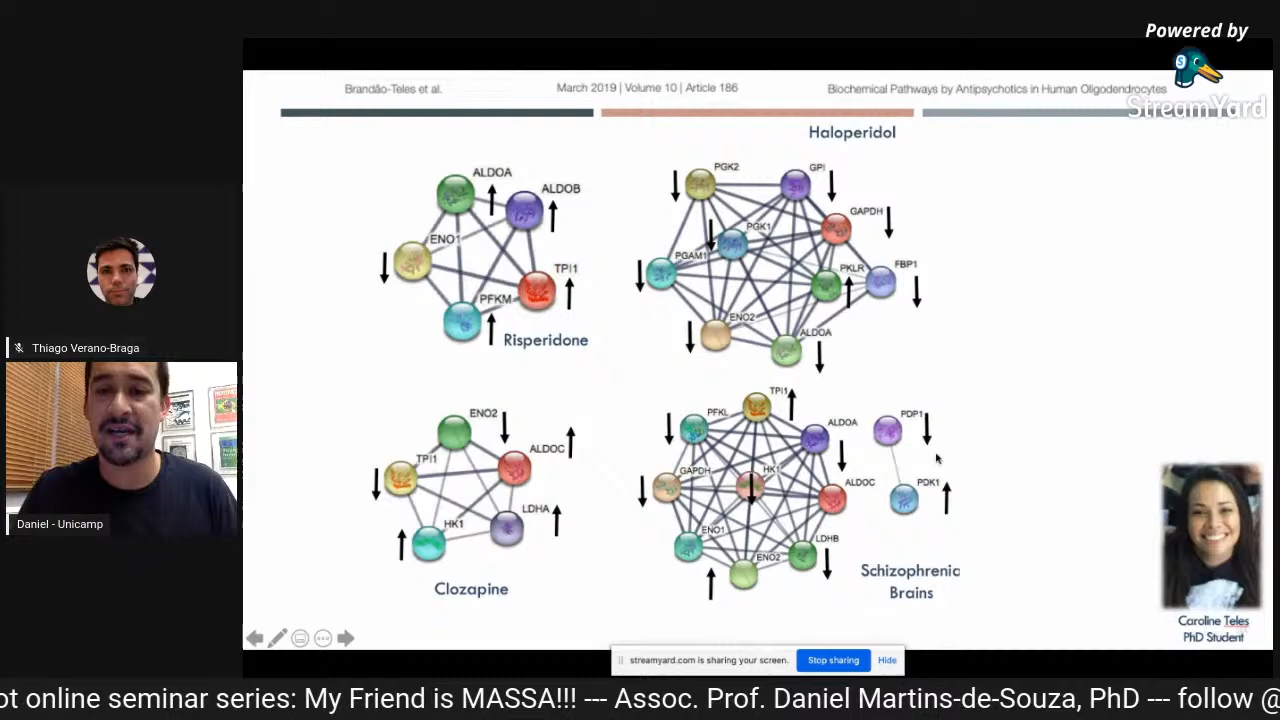 Powered by
StreamYard
Brandão-Teles et al.
March 2019 | Volume 10 | Article 186
Biochemical Pathways by Antipsychotics in Human Oligodendrocytes
Haloperidol
ALDOA
ALDOB
ENO1
TPI1
PFKM
Risperidone
PGK2
GPI
GAPDH
PGK1
PGAM1
PKLR
FBP1
ENO2
ALDOA
ENO2
ALDOC
TPI1
LDHA
HK1
Clozapine
TPI1
PFKL
ALDOA
GAPDH
HK1
ALDOC
ENO1
ENO2
LDHB
PDP1
PDK1
Schizophrenia
Brains
Caroline Teles
PhD Student
Thiago Verano-Braga
Daniel - Unicamp
streamyard.com is sharing your screen.
Stop sharing
Hide
ot online seminar series: My Friend is MASSA!!! --- Assoc. Prof. Daniel Martins-de-Souza, PhD --- follow @